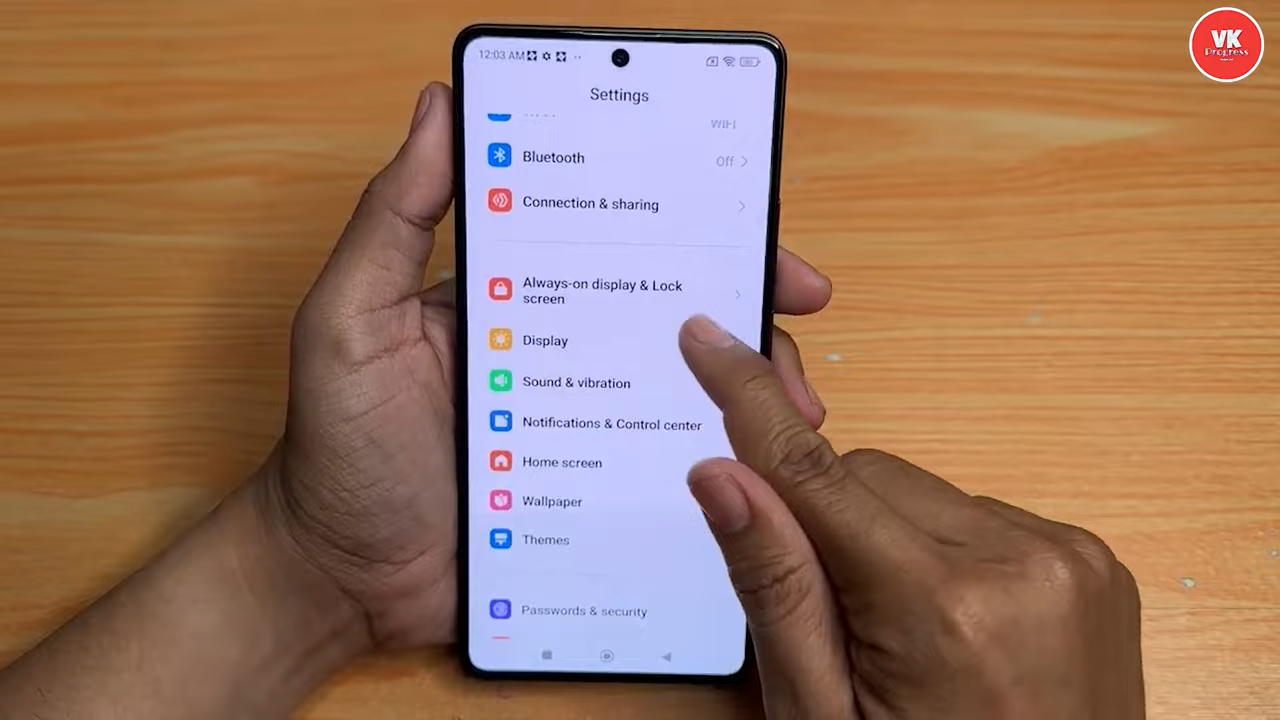 VK
Progress
12:03 AM
Settings
WiFi
Bluetooth
Off
Connection & sharing
Always-on display & Lock
screen
Display
Sound & vibration
Notifications & Control center
Home screen
Wallpaper
Themes
Passwords & security